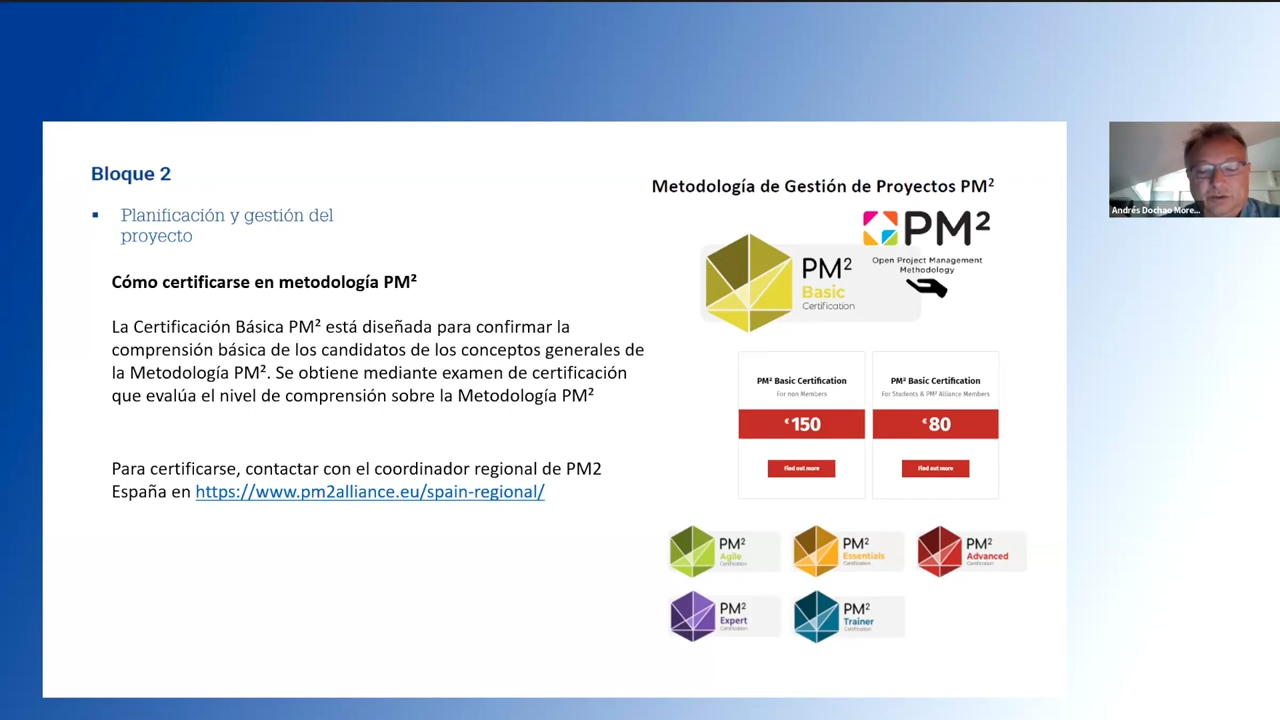 Bloque 2
▪ Planificación y gestión del
proyecto
Cómo certificarse en metodología PM²
La Certificación Básica PM² está diseñada para confirmar la
comprensión básica de los candidatos de los conceptos generales de
la Metodología PM². Se obtiene mediante examen de certificación
que evalúa el nivel de comprensión sobre la Metodología PM²
Para certificarse, contactar con el coordinador regional de PM2
España en https://www.pm2alliance.eu/spain-regional/
Metodología de Gestión de Proyectos PM²
PM²
Open Project Management
Methodology
PM²
Basic
Certification
PM² Basic Certification
For non Members
€150
Find out more
PM² Basic Certification
For Students & PM² Alliance Members
€80
Find out more
PM²
Agile
Certification
PM²
Essentials
Certification
PM²
Advanced
Certification
PM²
Expert
Certification
PM²
Trainer
Certification
Andrés Dochao More...